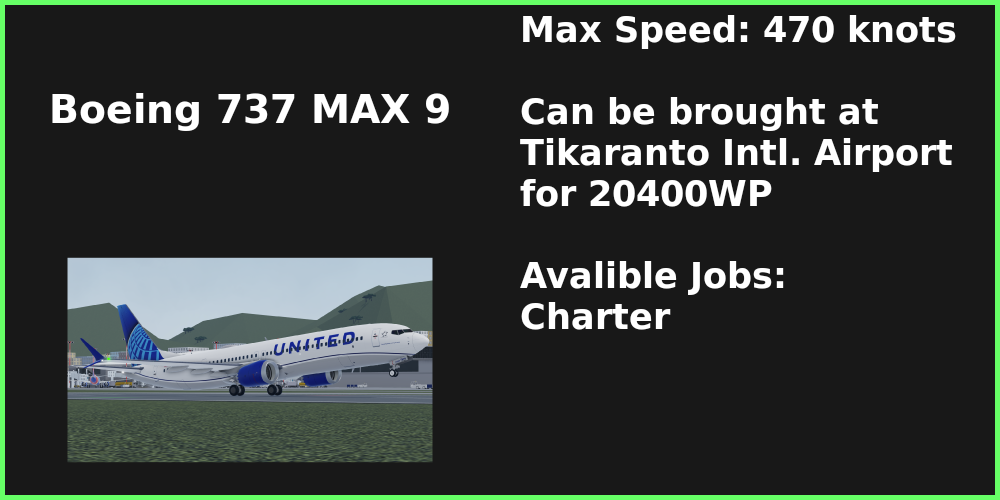 Boeing 737 MAX 9
UNITED
Max Speed: 470 knots
Can be brought at
Tikaranto Intl. Airport
for 20400WP
Avalible Jobs:
Charter